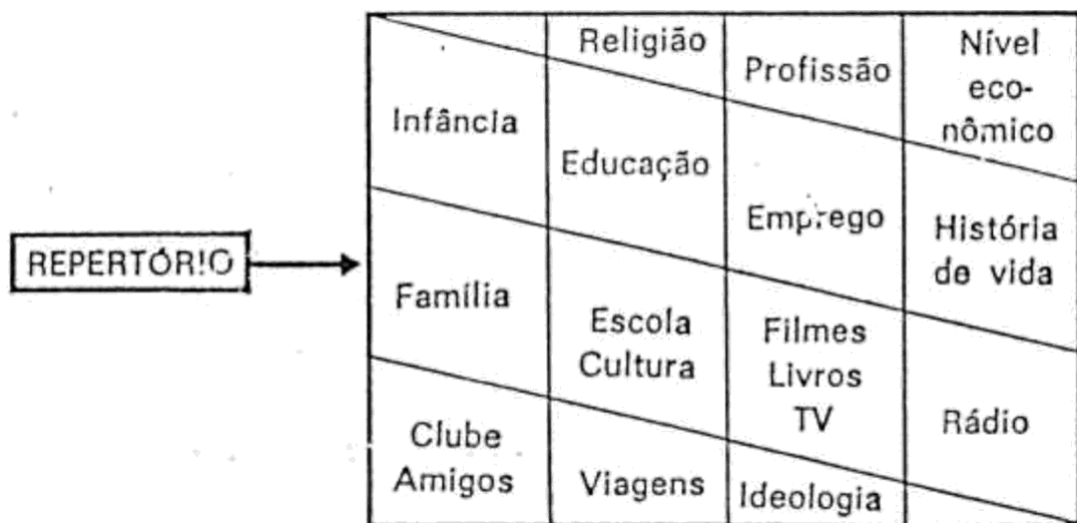 REPERTÓRIO
Infância
Família
Clube
Amigos
Religião
Educação
Escola
Cultura
Viagens
Profissão
Emprego
Filmes
Livros
TV
Ideologia
Nível
eco-
nômico
História
de vida
Rádio